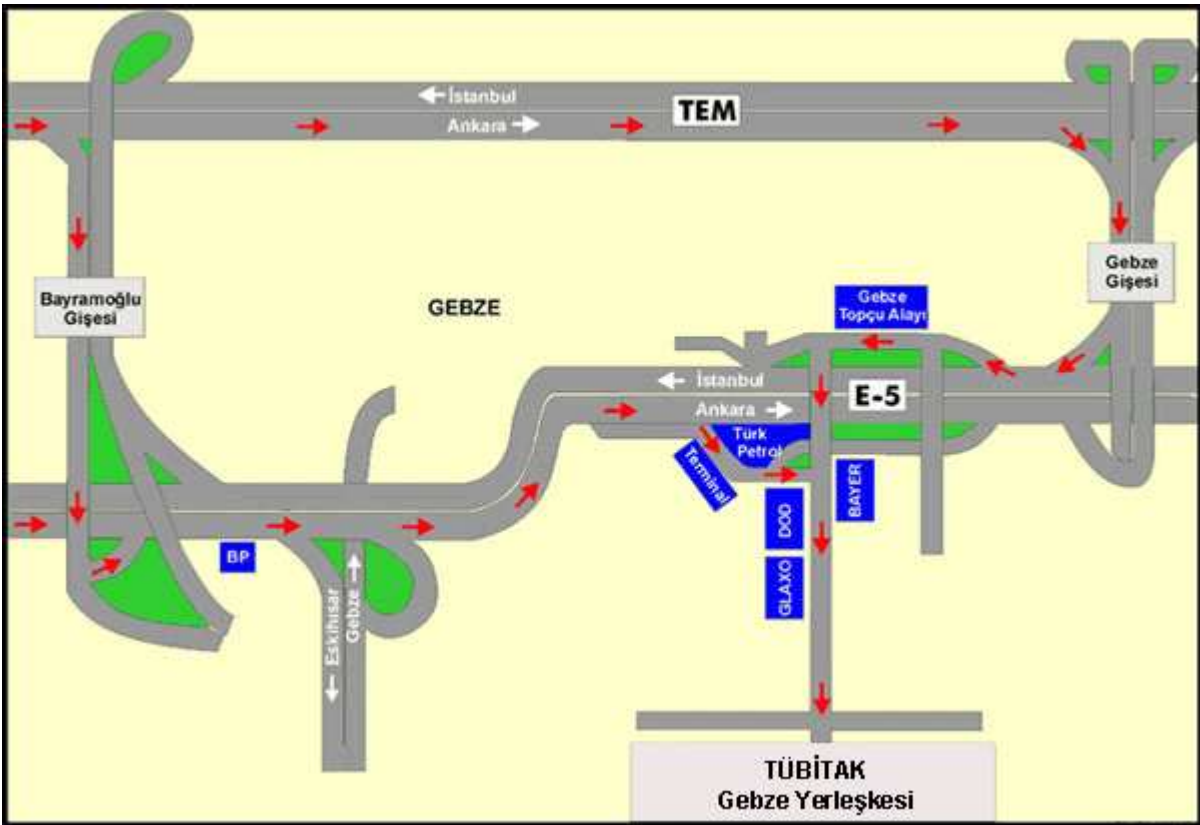 İstanbul
TEM
Ankara
Bayramoğlu
Gişesi
GEBZE
Gebze
Gişesi
Gebze
Topçu Alayı
İstanbul
E-5
Ankara
Türk
Petrol
Terminal
BAYER
DOD
GLAXO
BP
Eskihisar
Gebze
TÜBİTAK
Gebze Yerleşkesi